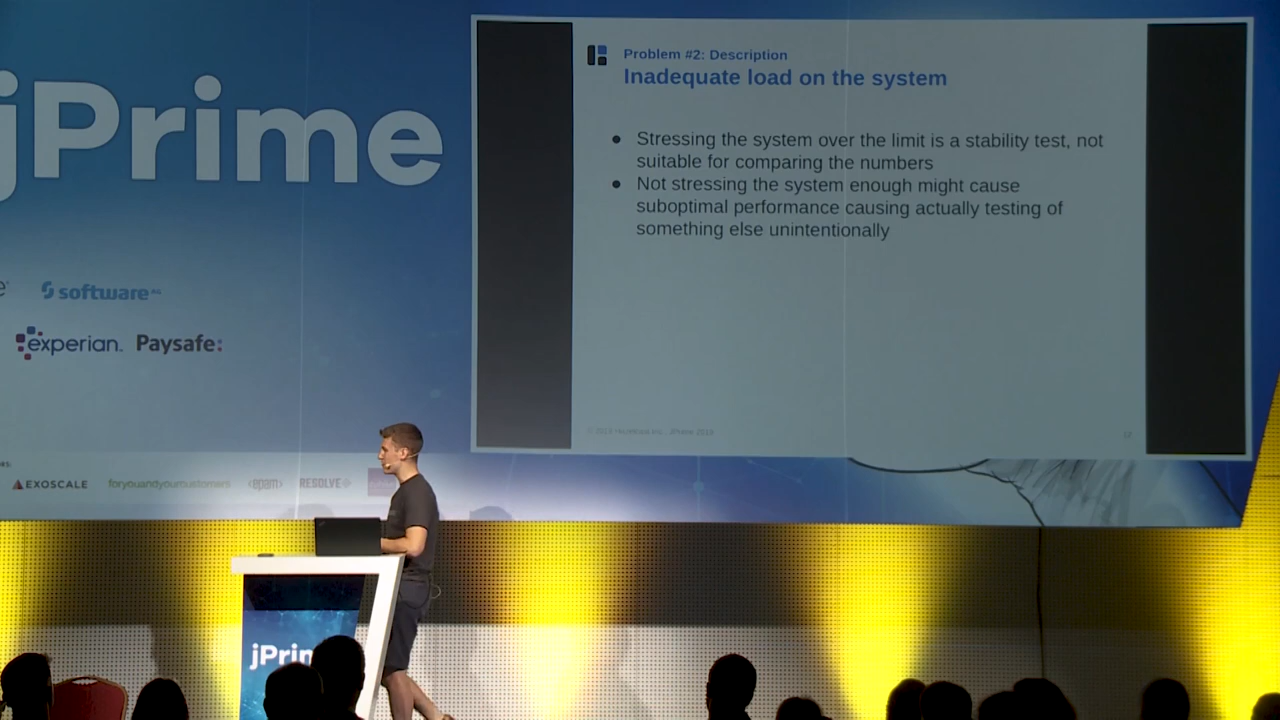 jPrime
software AG
experian.
Paysafe:
EXOSCALE
foryouandyourcustomers
<epam>
RESOLVE
Problem #2: Description
Inadequate load on the system
● Stressing the system over the limit is a stability test, not
suitable for comparing the numbers
● Not stressing the system enough might cause
suboptimal performance causing actually testing of
something else unintentionally
jPrim